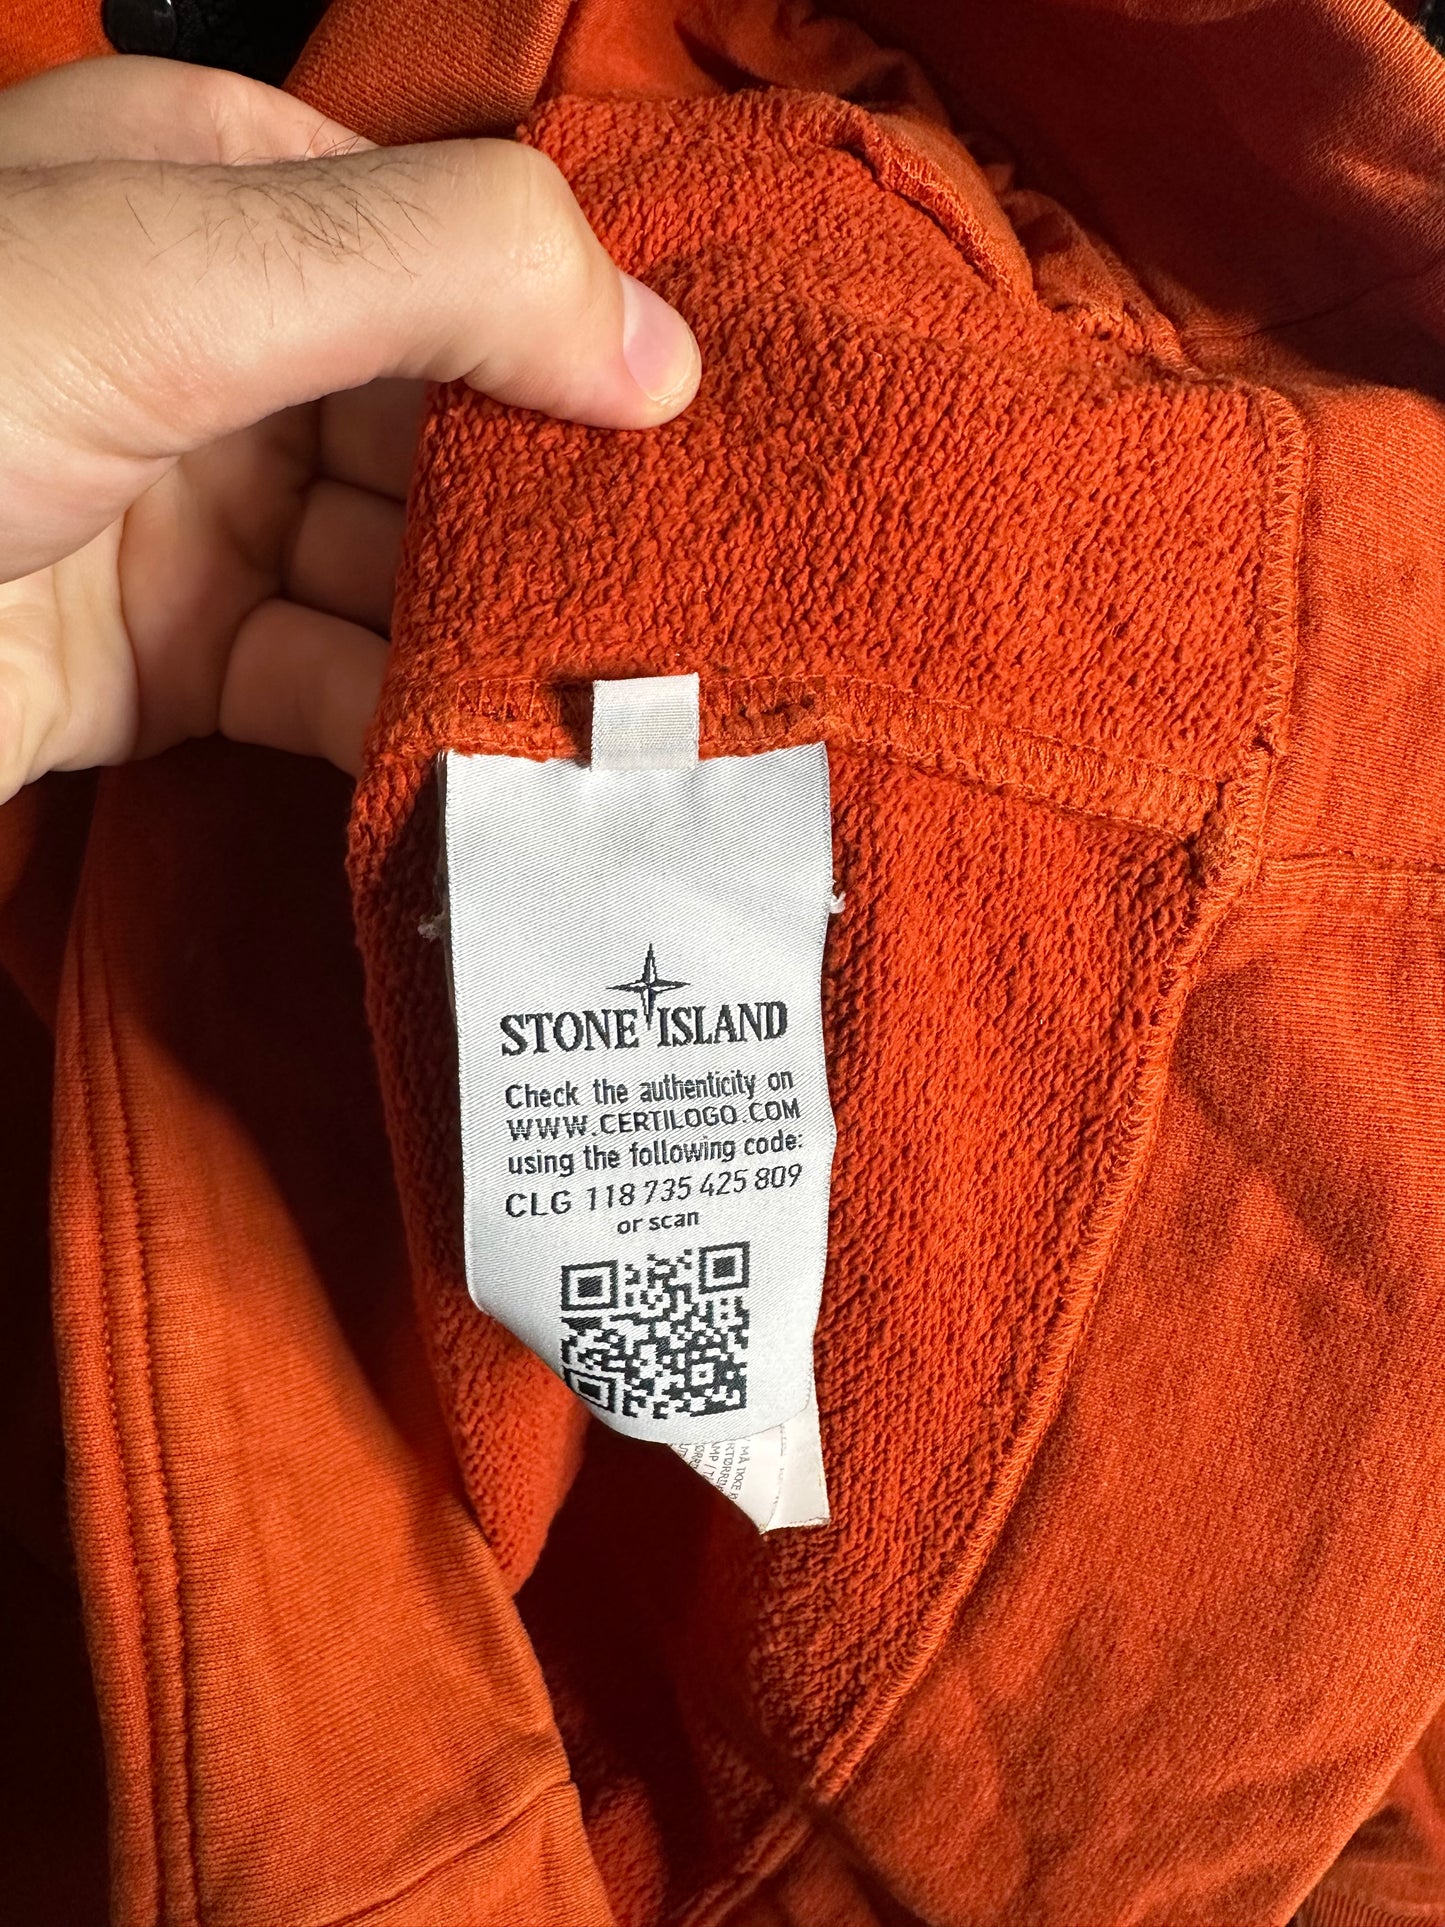 STONE ISLAND
Check the authenticity on
WWW.CERTILOGO.COM
using the following code:
CLG 118 735 425 809
or scan